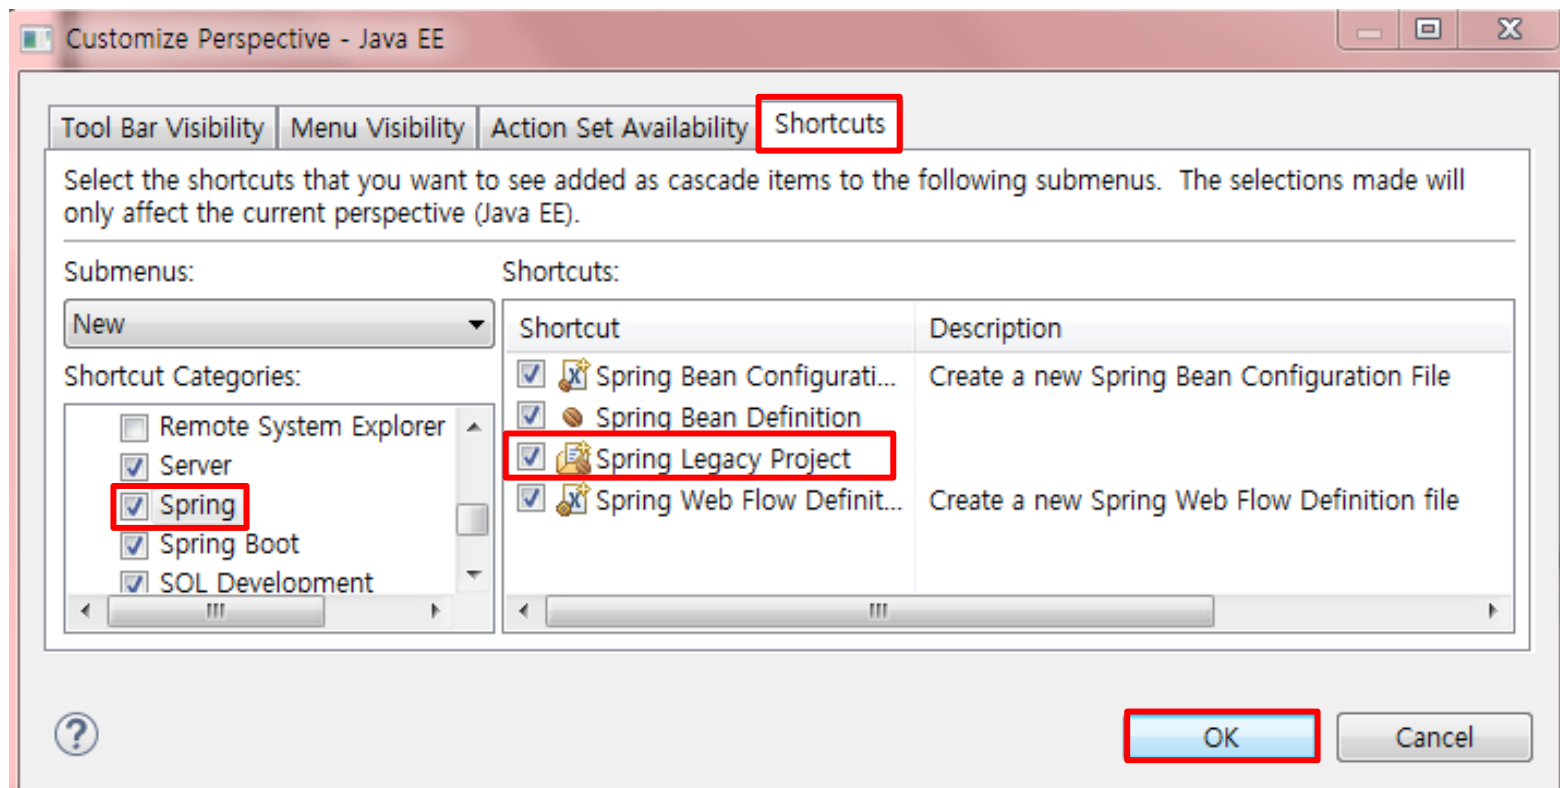 Customize Perspective - Java EE
Tool Bar Visibility
Menu Visibility
Action Set Availability
Shortcuts
Select the shortcuts that you want to see added as cascade items to the following submenus.  The selections made will
only affect the current perspective (Java EE).
Submenus:
New
Shortcut Categories:
Remote System Explorer
Server
Spring
Spring Boot
SQL Development
Shortcuts:
Shortcut
Description
Spring Bean Configurati...
Create a new Spring Bean Configuration File
Spring Bean Definition
Spring Legacy Project
Spring Web Flow Definit...
Create a new Spring Web Flow Definition file
?
OK
Cancel